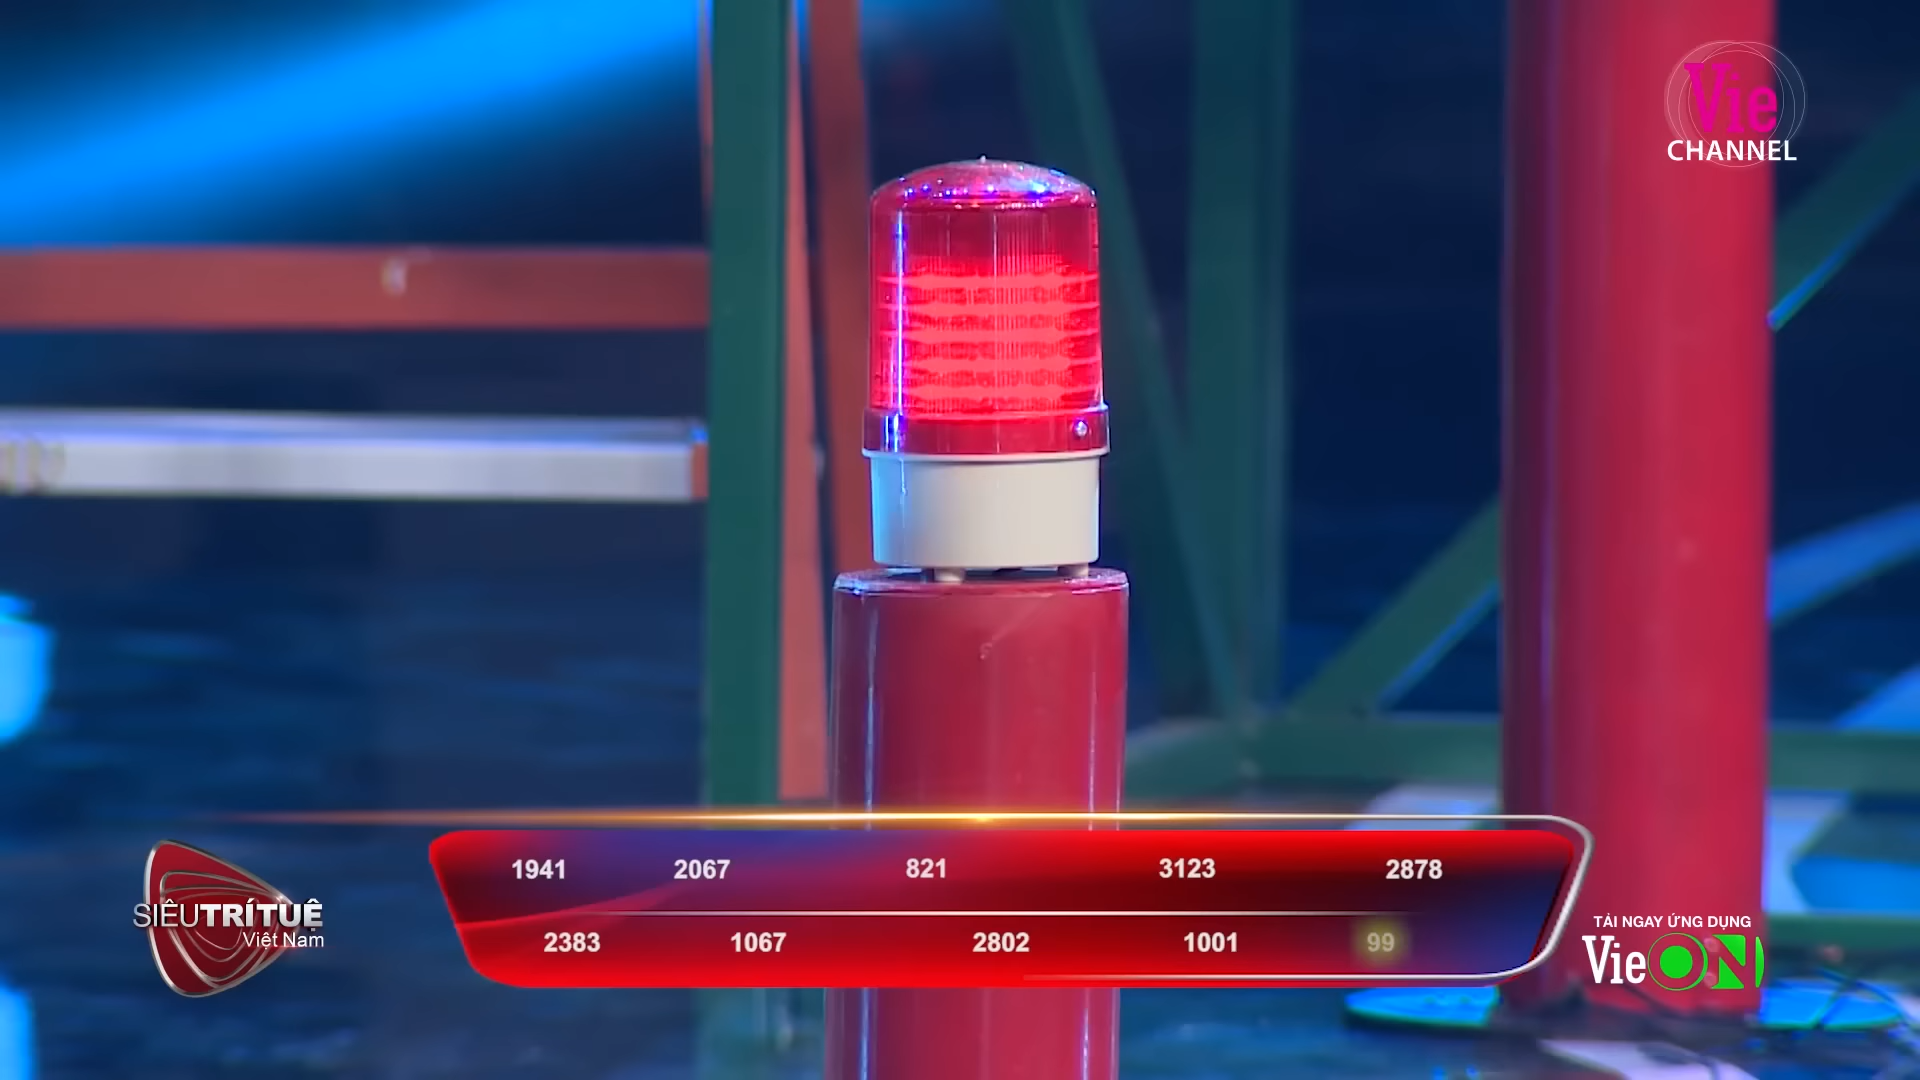 Vie
CHANNEL
1941 2067 821 3123 2878
2383 1067 2802 1001 99
SIÊUTRÍTUỆ
Việt Nam
TẢI NGAY ỨNG DỤNG
VieON